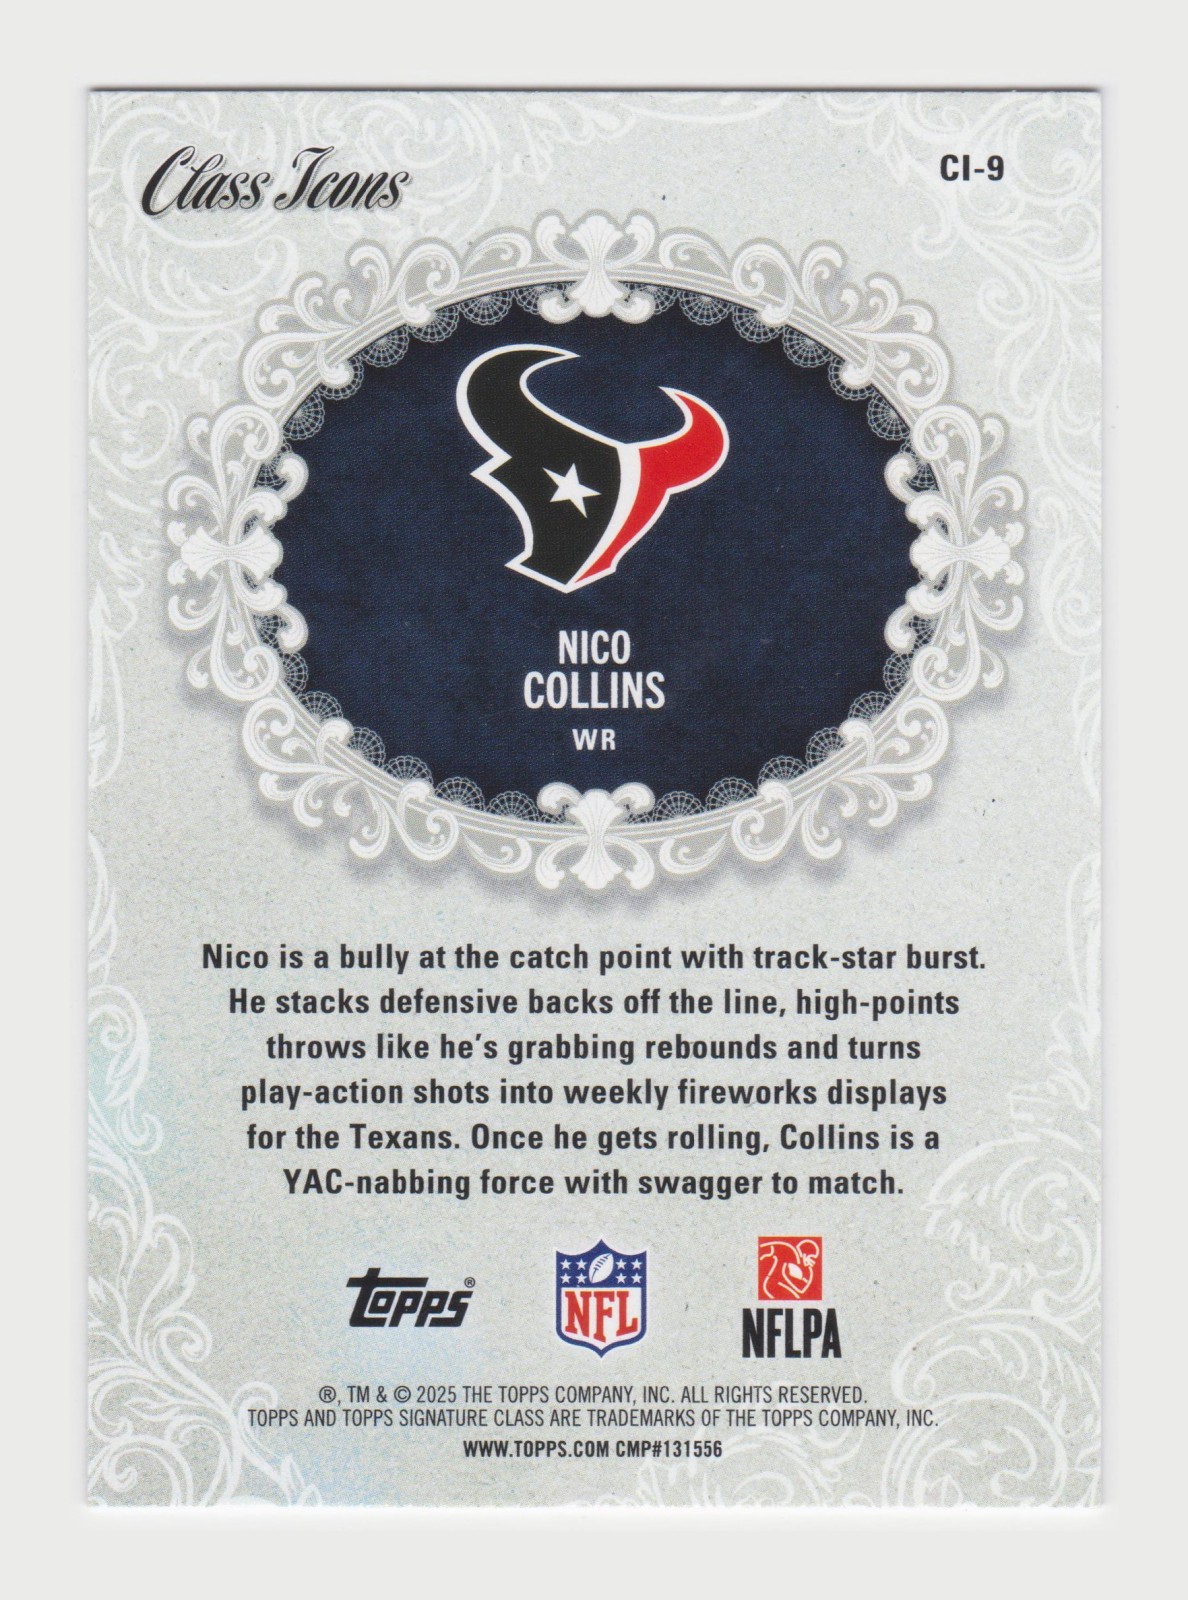 Class Icons
CI-9
NICO
COLLINS
WR
Nico is a bully at the catch point with track-star burst.
He stacks defensive backs off the line, high-points
throws like he's grabbing rebounds and turns
play-action shots into weekly fireworks displays
for the Texans. Once he gets rolling, Collins is a
YAC-nabbing force with swagger to match.
topps®
NFL
NFLPA
®, TM & © 2025 THE TOPPS COMPANY, INC. ALL RIGHTS RESERVED.
TOPPS AND TOPPS SIGNATURE CLASS ARE TRADEMARKS OF THE TOPPS COMPANY, INC.
WWW.TOPPS.COM CMP#131556